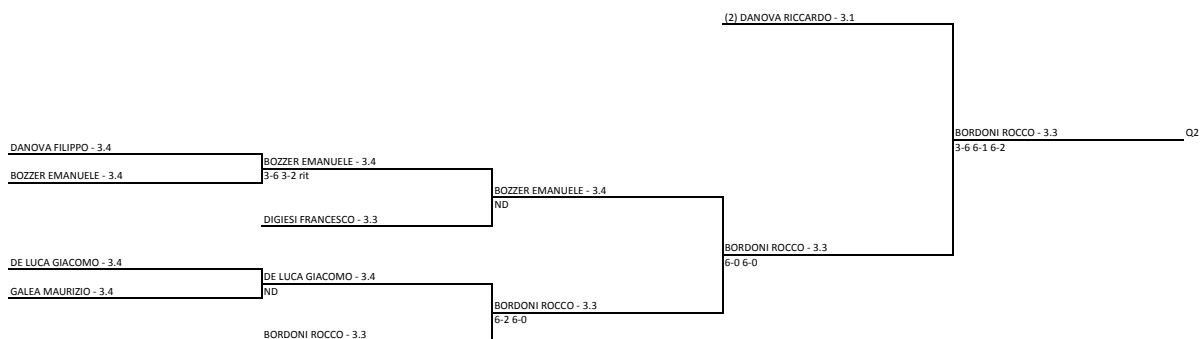 (2) DANOVA RICCARDO - 3.1
BORDONI ROCCO - 3.3
Q2
3-6 6-1 6-2
DANOVA FILIPPO - 3.4
BOZZER EMANUELE - 3.4
BOZZER EMANUELE - 3.4
3-6 3-2 rit
BOZZER EMANUELE - 3.4
ND
DIGIESI FRANCESCO - 3.3
BORDONI ROCCO - 3.3
6-0 6-0
DE LUCA GIACOMO - 3.4
DE LUCA GIACOMO - 3.4
GALEA MAURIZIO - 3.4
ND
BORDONI ROCCO - 3.3
6-2 6-0
BORDONI ROCCO - 3.3